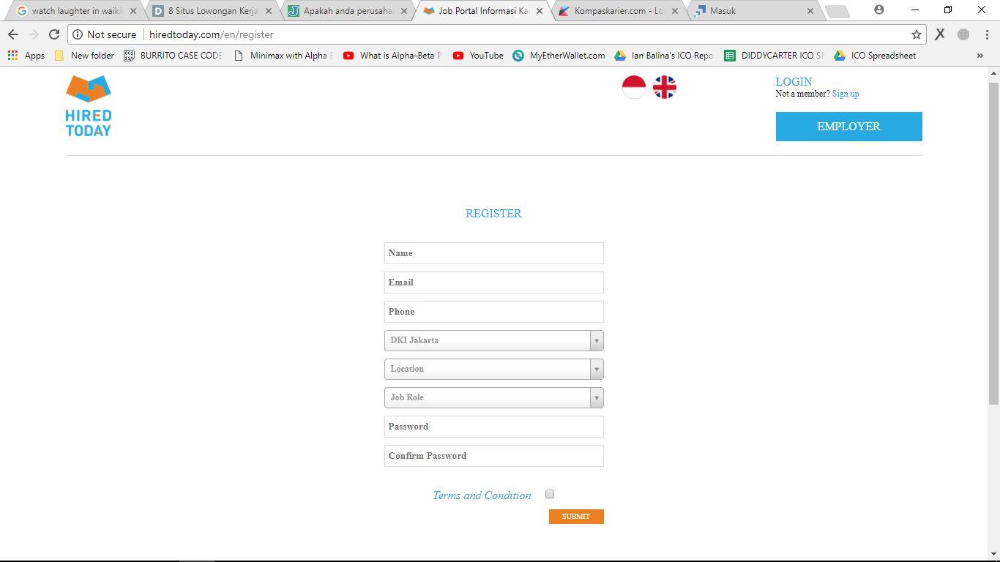 watch laughter in waikik
8 Situs Lowongan Kerja
Apakah anda perusaha
Job Portal Informasi Ka
Kompaskarier.com - Lo
Masuk
Not secure
hiredtoday.com/en/register
Apps
New folder
BURRITO CASE CODE
Minimax with Alpha
What is Alpha-Beta P
YouTube
MyEtherWallet.com
Ian Balina's ICO Repo
DIDDYCARTER ICO SP
ICO Spreadsheet
HIRED
TODAY
LOGIN
Not a member? Sign up
EMPLOYER
REGISTER
Name
Email
Phone
DKI Jakarta
Location
Job Role
Password
Confirm Password
Terms and Condition
SUBMIT